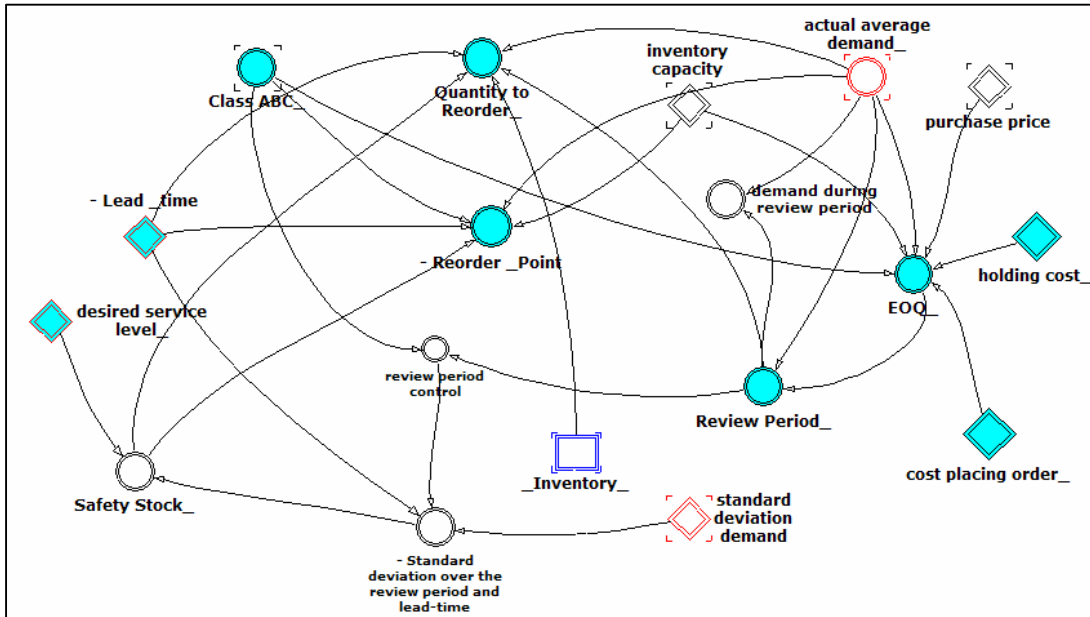 actual average
demand_
inventory
capacity
Class ABC_
Quantity to
Reorder_
purchase price
- Lead _time
demand during
review period
- Reorder _Point
holding cost_
EOQ_
desired service
level_
review period
control
Review Period_
_Inventory_
cost placing order_
Safety Stock_
standard
deviation
demand
- Standard
deviation over the
review period and
lead-time